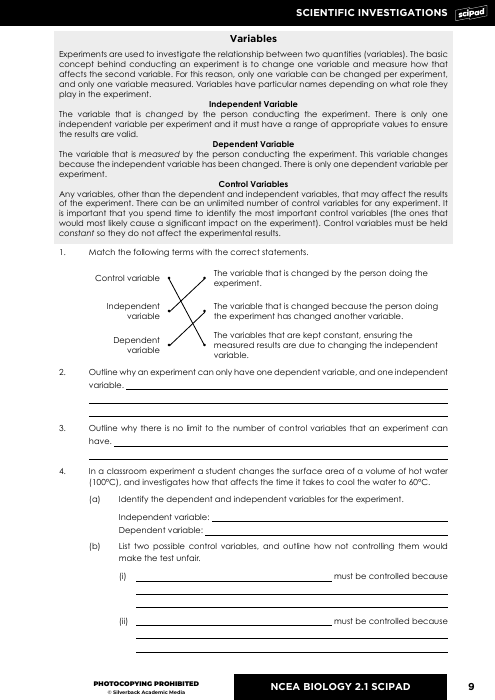 SCIENTIFIC INVESTIGATIONS scipad
Variables
Experiments are used to investigate the relationship between two quantities (variables). The basic
concept behind conducting an experiment is to change one variable and measure how that
affects the second variable. For this reason, only one variable can be changed per experiment,
and only one variable measured. Variables have particular names depending on what role they
play in the experiment.
Independent Variable
The variable that is changed by the person conducting the experiment. There is only one
independent variable per experiment and it must have a range of appropriate values to ensure
the results are valid.
Dependent Variable
The variable that is measured by the person conducting the experiment. This variable changes
because the independent variable has been changed. There is only one dependent variable per
experiment.
Control Variables
Any variables, other than the dependent and independent variables, that may affect the results
of the experiment. There can be an unlimited number of control variables for any experiment. It
is important that you spend time to identify the most important control variables (the ones that
would most likely cause a significant impact on the experiment). Control variables must be held
constant so they do not affect the experimental results.
1. Match the following terms with the correct statements.
Control variable
The variable that is changed by the person doing the
experiment.
Independent
variable
The variable that is changed because the person doing
the experiment has changed another variable.
Dependent
variable
The variables that are kept constant, ensuring the
measured results are due to changing the independent
variable.
2. Outline why an experiment can only have one dependent variable, and one independent
variable.
3. Outline why there is no limit to the number of control variables that an experiment can
have.
4. In a classroom experiment a student changes the surface area of a volume of hot water
(100°C), and investigates how that affects the time it takes to cool the water to 60°C.
(a) Identify the dependent and independent variables for the experiment.
Independent variable:
Dependent variable:
(b) List two possible control variables, and outline how not controlling them would
make the test unfair.
(i) must be controlled because
(ii) must be controlled because
PHOTOCOPYING PROHIBITED
© Silverback Academic Media
NCEA BIOLOGY 2.1 SCIPAD
9